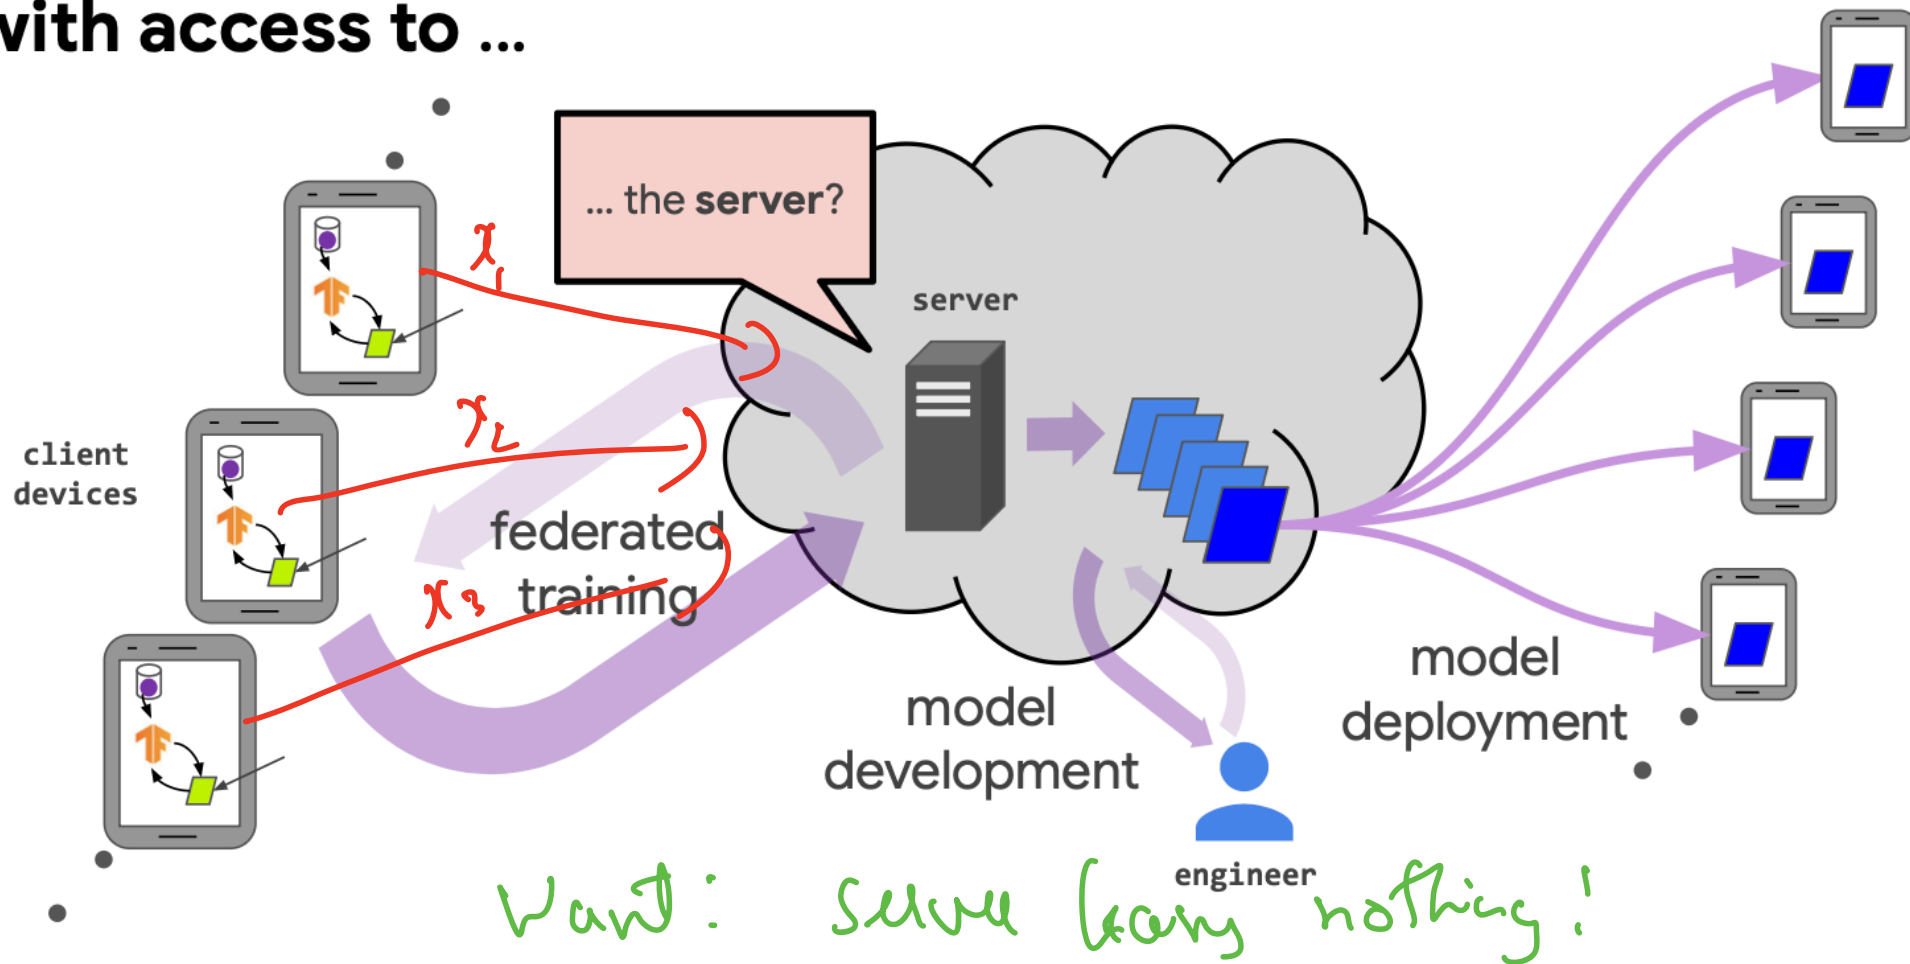 with access to ...
... the server?
server
x₁
x₂
client
devices
federated
training
x₃
model
development
model
deployment
engineer
Want: server learns nothing!